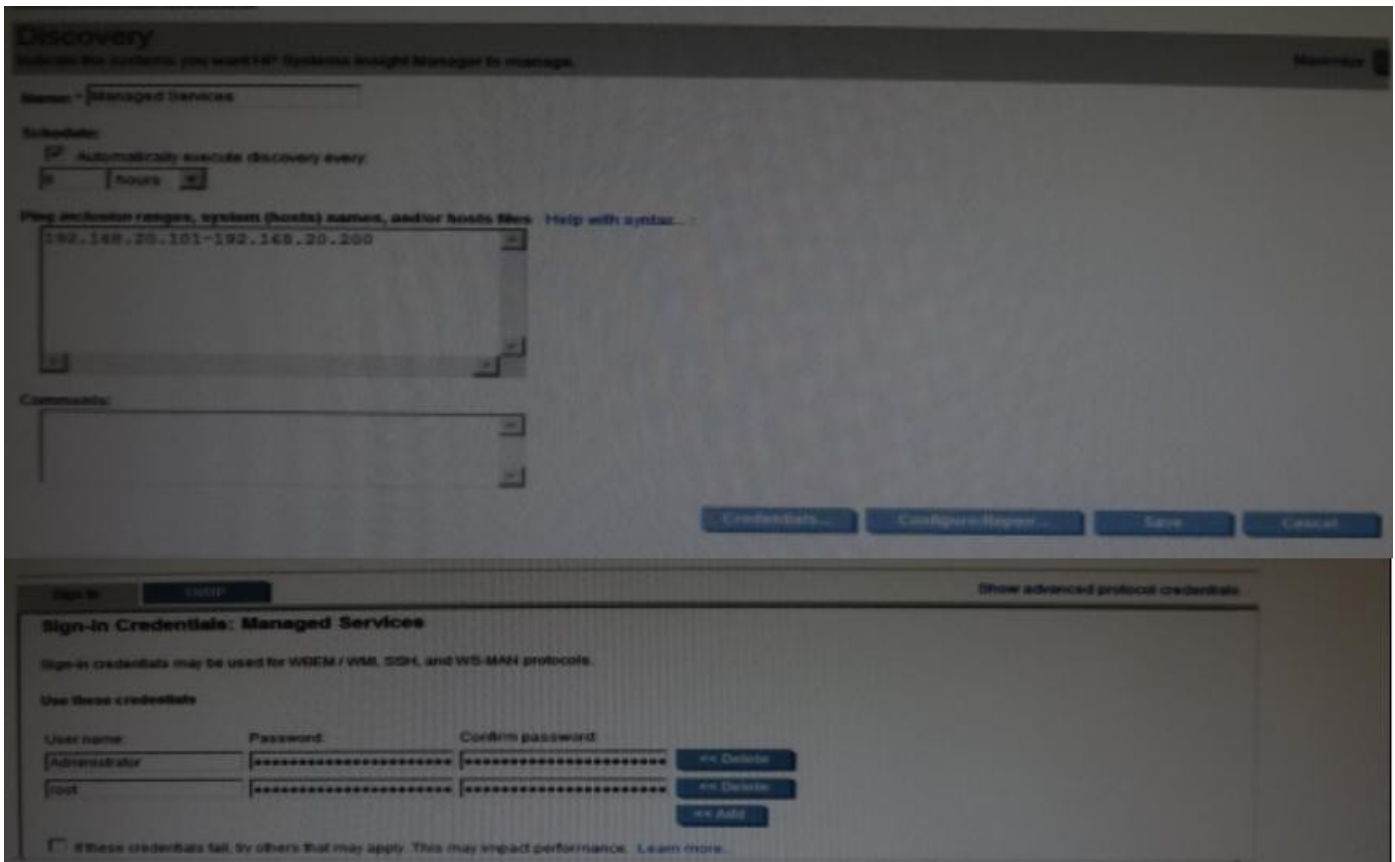 Discovery
Indicate the systems you want HP Systems Insight Manager to manage.
Maximize
Name: * Managed Services
Schedule:
Automatically execute discovery every:
hours
Ping inclusion ranges, system (hosts) names, and/or hosts files Help with syntax... :
192.168.20.101-192.168.20.200
Comments:
Credentials... Configure/Repair... Save Cancel
Sign in SNMP Show advanced protocol credentials
Sign-in Credentials: Managed Services
Sign-in credentials may be used for WBEM / WMI, SSH, and WS-MAN protocols.
Use these credentials
User name: Password: Confirm password:
Administrator << Delete
root << Delete
<< Add
If these credentials fail, try others that may apply. This may impact performance. Learn more...